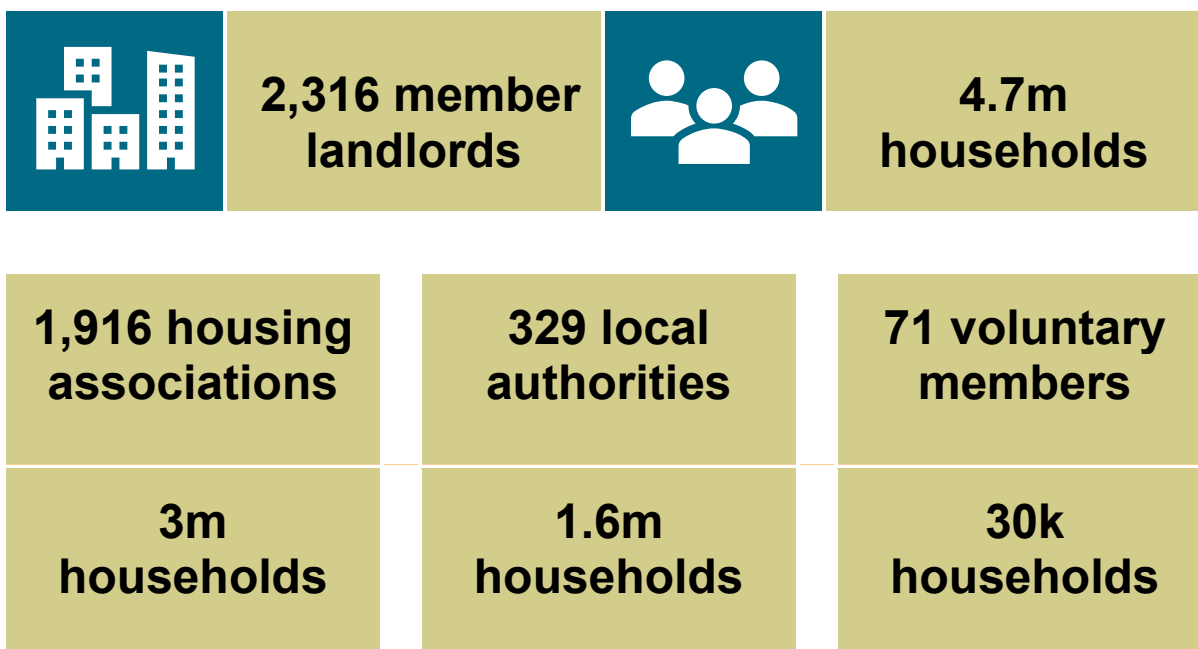 2,316 member
landlords
4.7m
households
1,916 housing
associations
329 local
authorities
71 voluntary
members
3m
households
1.6m
households
30k
households